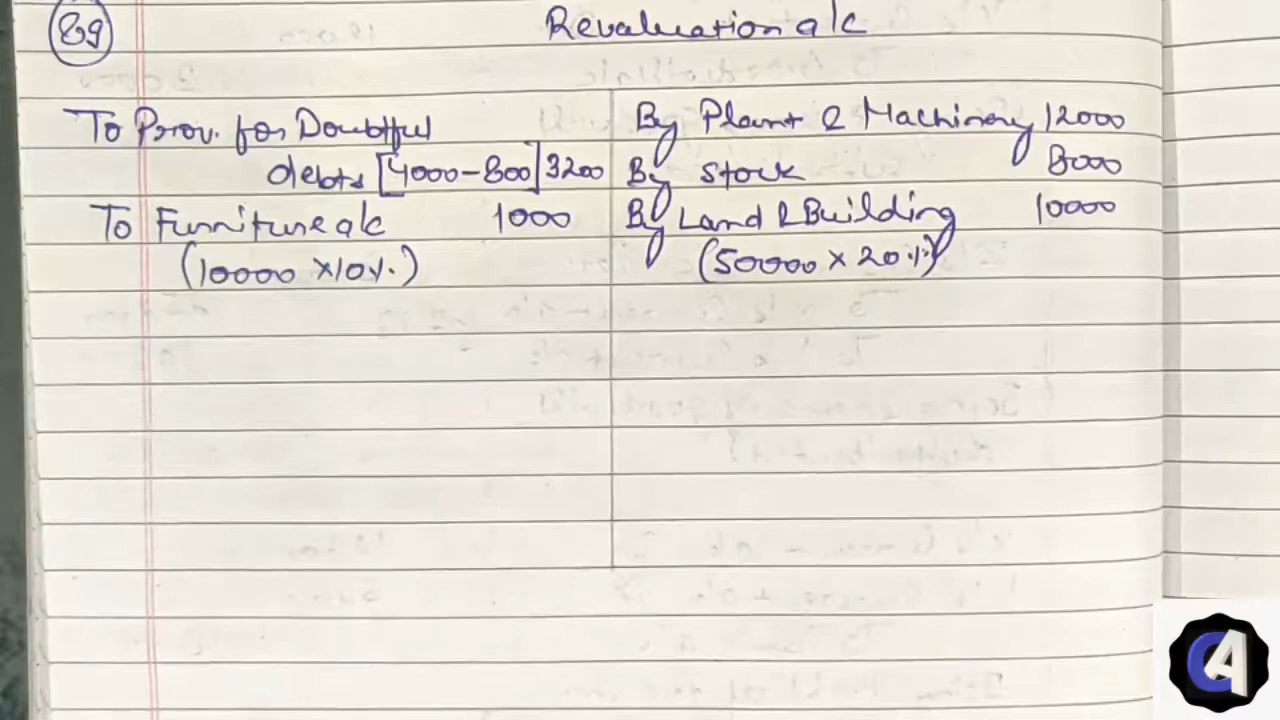 89
Revaluation a/c
To Prov. for Doubtful
debts [4000-800] 3200
To Furniture a/c 1000
(10000 x10%.)
By Plant & Machinery 12000
By Stock 8000
By Land & Building 10000
(50000 x 20%.)
CA